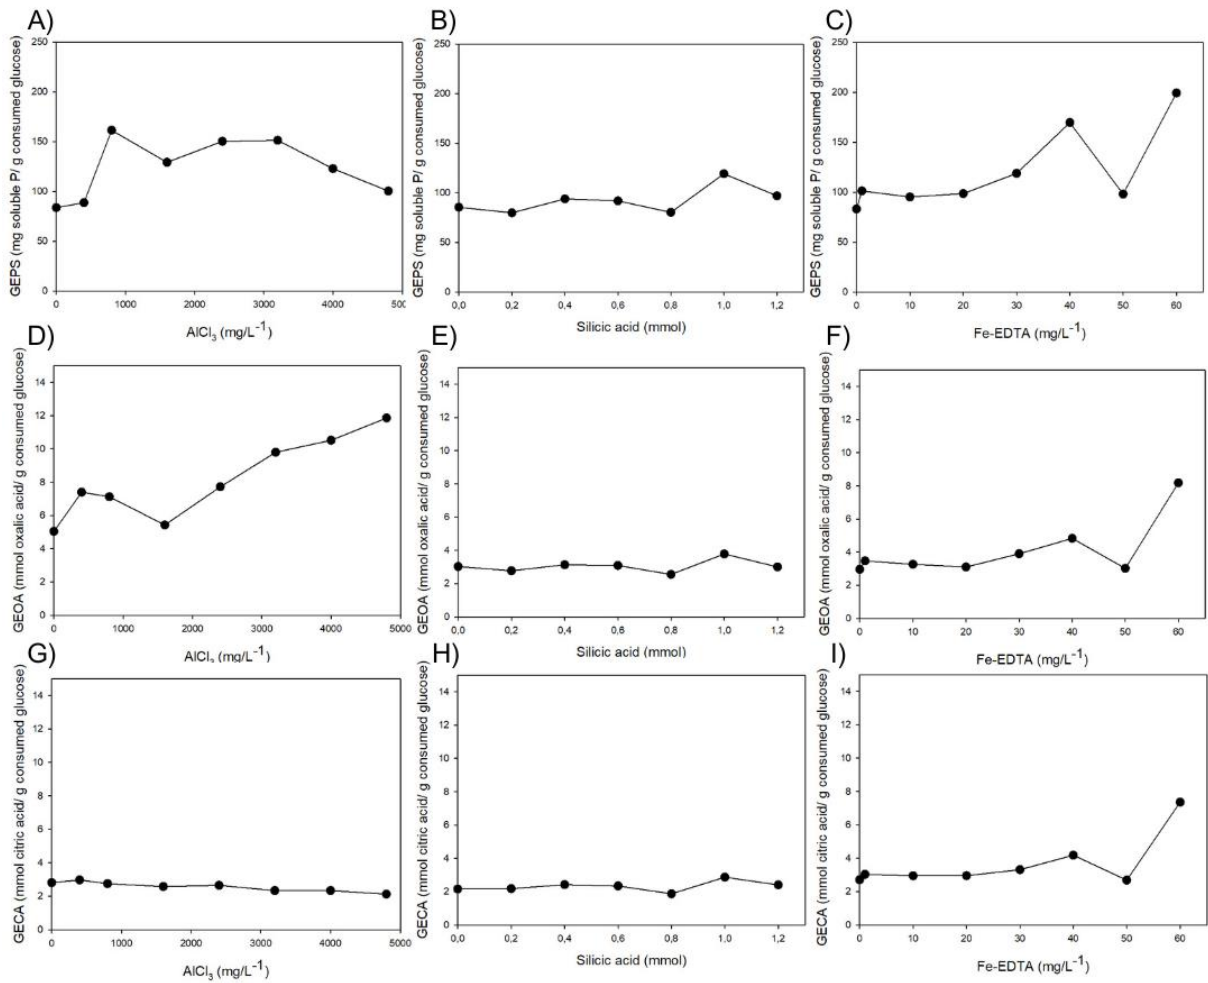 A)
B)
C)
GEPS (mg soluble P/ g consumed glucose)
250
200
150
100
50
0
0 1000 2000 3000 4000 500
AlCl3 (mg/L-1)
GEPS (mg soluble P/ g consumed glucose)
250
200
150
100
50
0
0,0 0,2 0,4 0,6 0,8 1,0 1,2
Silicic acid (mmol)
GEPS (mg soluble P/ g consumed glucose)
250
200
150
100
50
0
0 10 20 30 40 50 60
Fe-EDTA (mg/L-1)
D)
E)
F)
GEOA (mmol oxalic acid/ g consumed glucose)
14
12
10
8
6
4
2
0
0 1000 2000 3000 4000 5000
(mg/L-1)
GEOA (mmol oxalic acid/ g consumed glucose)
14
12
10
8
6
4
2
0
0,0 0,2 0,4 0,6 0,8 1,0 1,2
Silicic acid (mmol)
GEOA (mmol oxalic acid/ g consumed glucose)
14
12
10
8
6
4
2
0
0 10 20 30 40 50 60
Fe-EDTA (mg/L-1)
G)
H)
I)
GECA (mmol citric acid/ g consumed glucose)
14
12
10
8
6
4
2
0
0 1000 2000 3000 4000 5000
AlCl3 (mg/L-1)
GECA (mmol citric acid/ g consumed glucose)
14
12
10
8
6
4
2
0
0,0 0,2 0,4 0,6 0,8 1,0 1,2
Silicic acid (mmol)
GECA (mmol citric acid/ g consumed glucose)
14
12
10
8
6
4
2
0
0 10 20 30 40 50 60
Fe-EDTA (mg/L-1)